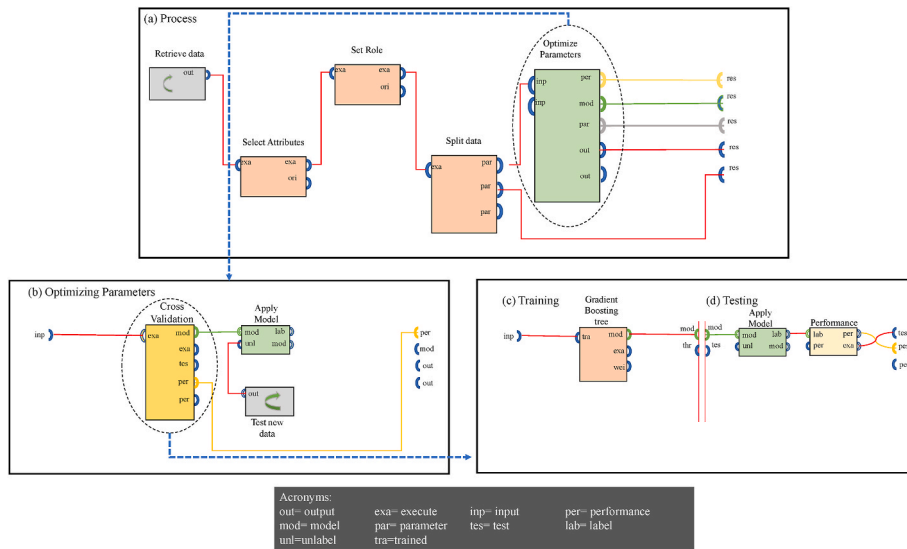 (a) Process
Retrieve data
out
Select Attributes
exa
exa
ori
Set Role
exa
exa
ori
Split data
exa
par
par
par
Optimize
Parameters
inp
inp
per
mod
par
out
out
res
res
res
res
res
(b) Optimizing Parameters
inp
Cross
Validation
exa
mod
exa
tes
per
per
Apply
Model
mod
unl
lab
mod
out
Test new
data
per
mod
out
out
(c) Training
inp
Gradient
Boosting
tree
tra
mod
exa
wei
mod
thr
(d) Testing
mod
tes
Apply
Model
mod
unl
lab
mod
Performance
lab
per
per
exa
tes
pe
pe
Acronyms:
out= output exa= execute inp= input per= performance
mod= model par= parameter tes= test lab= label
unl=unlabel tra=trained